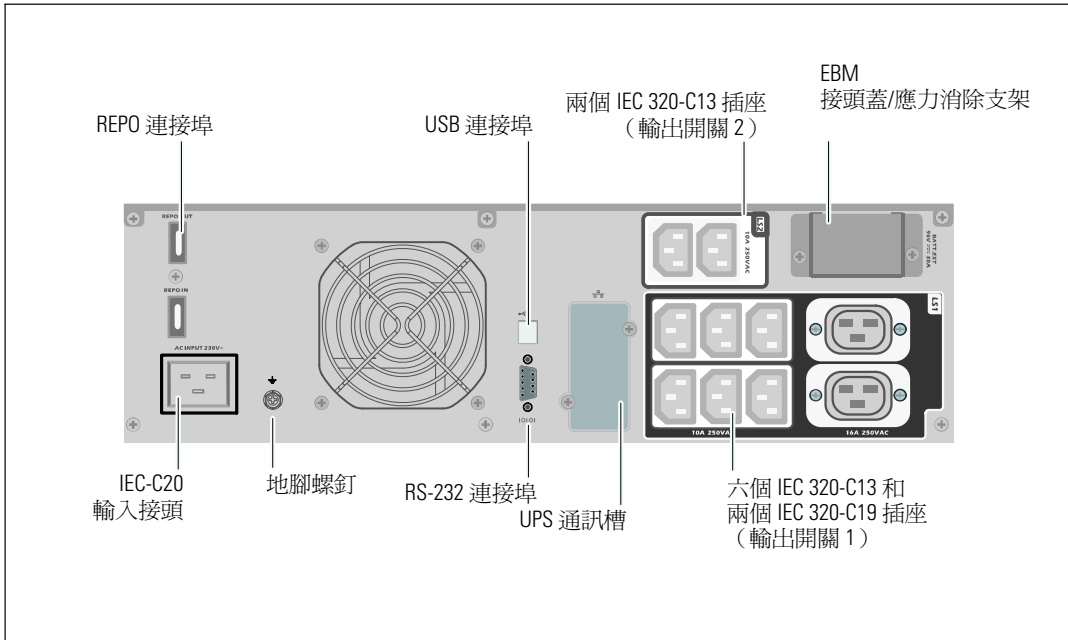 EBM
接頭蓋/應力消除支架
兩個 IEC 320-C13 插座
（輸出開關 2）
REPO 連接埠
USB 連接埠
REPO OUT
LS2
10A 250VAC
BATT.EXT
96V⎓80A
REPO IN
LS1
AC INPUT 230V~
10A 250VAC
16A 250VAC
IEC-C20
輸入接頭
地腳螺釘
RS-232 連接埠
UPS 通訊槽
六個 IEC 320-C13 和
兩個 IEC 320-C19 插座
（輸出開關 1）